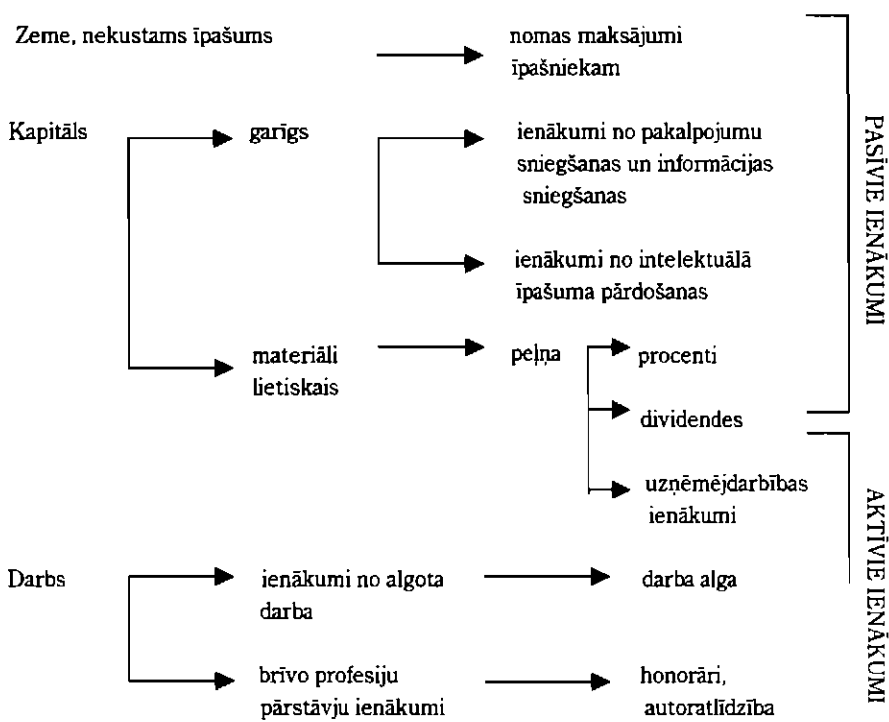 Zeme, nekustams īpašums
nomas maksājumi
īpašniekam
Kapitāls
garīgs
ienākumi no pakalpojumu
sniegšanas un informācijas
sniegšanas
ienākumi no intelektuālā
īpašuma pārdošanas
materiāli
lietiskais
peļņa
procenti
dividendes
uzņēmējdarbības
ienākumi
PASĪVIE IENĀKUMI
Darbs
ienākumi no algota
darba
darba alga
brīvo profesiju
pārstāvju ienākumi
honorāri,
autoratlīdzība
AKTĪVIE IENĀKUMI